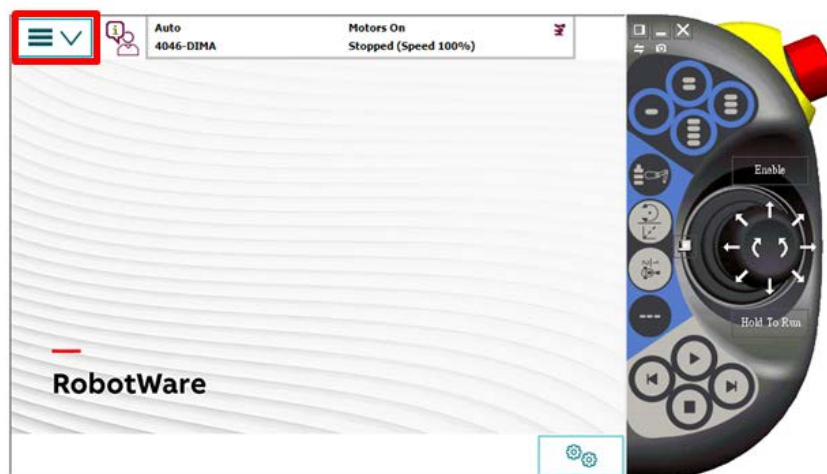 Auto
4046-DIMA
Motors On
Stopped (Speed 100%)
Enable
Hold To Run
RobotWare